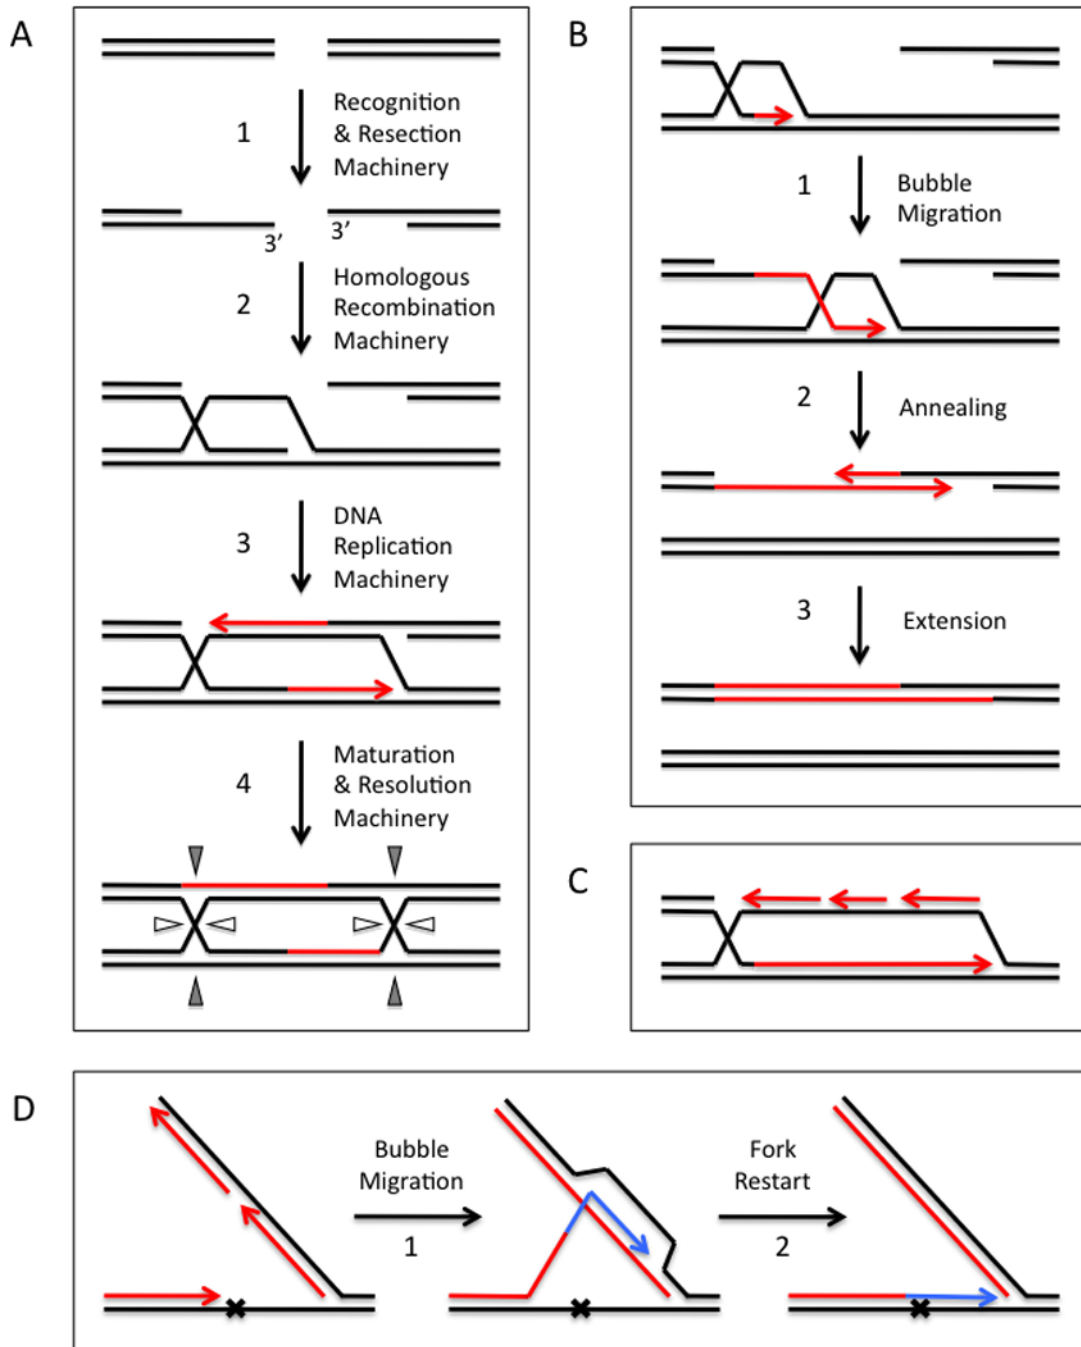 A
1
Recognition
& Resection
Machinery
3’
3’
2
Homologous
Recombination
Machinery
3
DNA
Replication
Machinery
4
Maturation
& Resolution
Machinery
B
1
Bubble
Migration
2
Annealing
3
Extension
C
D
Bubble
Migration
1
Fork
Restart
2